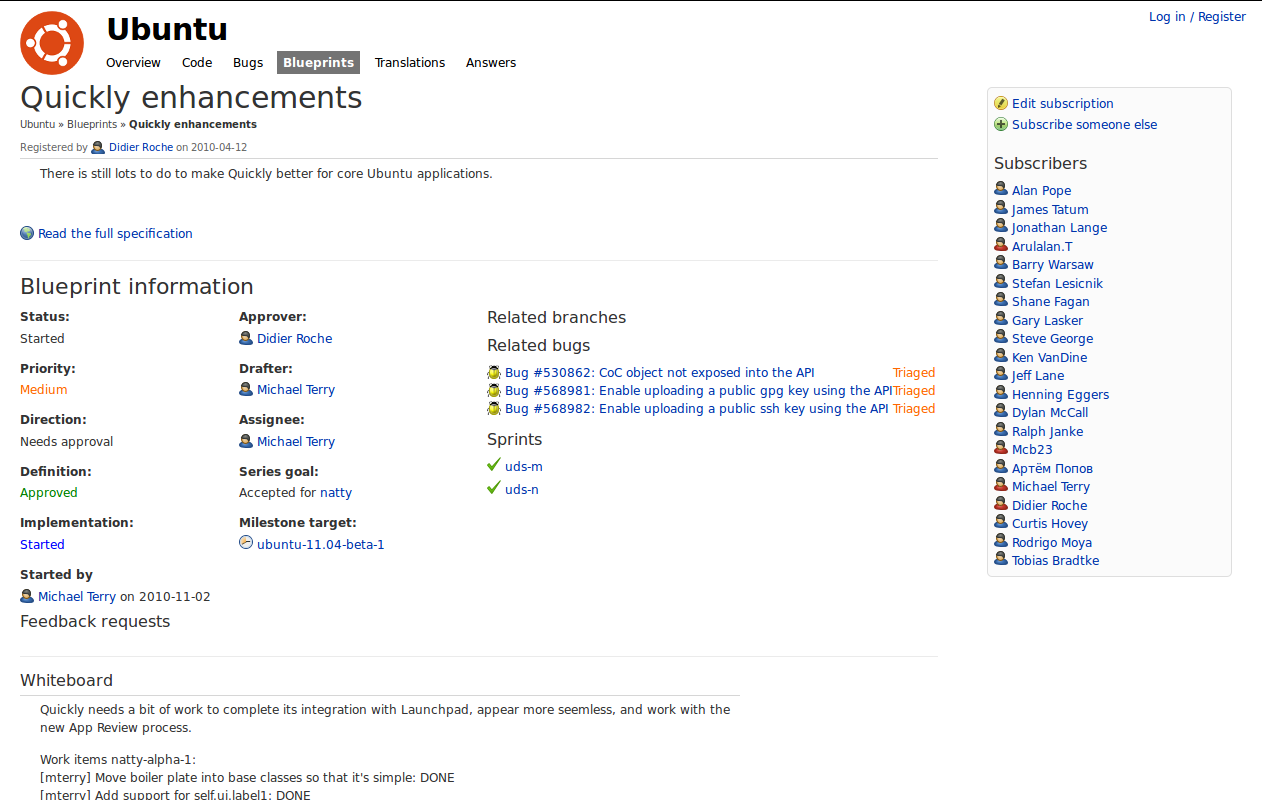 Log in / Register
Ubuntu
Overview Code Bugs Blueprints Translations Answers
Quickly enhancements
Ubuntu » Blueprints » Quickly enhancements
Registered by Didier Roche on 2010-04-12
There is still lots to do to make Quickly better for core Ubuntu applications.
Read the full specification
Blueprint information
Status:
Started
Priority:
Medium
Direction:
Needs approval
Definition:
Approved
Implementation:
Started
Started by
Michael Terry on 2010-11-02
Approver:
Didier Roche
Drafter:
Michael Terry
Assignee:
Michael Terry
Series goal:
Accepted for natty
Milestone target:
ubuntu-11.04-beta-1
Related branches
Related bugs
Bug #530862: CoC object not exposed into the API Triaged
Bug #568981: Enable uploading a public gpg key using the API Triaged
Bug #568982: Enable uploading a public ssh key using the API Triaged
Sprints
uds-m
uds-n
Feedback requests
Whiteboard
Quickly needs a bit of work to complete its integration with Launchpad, appear more seemless, and work with the
new App Review process.
Work items natty-alpha-1:
[mterry] Move boiler plate into base classes so that it's simple: DONE
[mterry] Add support for self.ui.label1: DONE
Edit subscription
Subscribe someone else
Subscribers
Alan Pope
James Tatum
Jonathan Lange
Arulalan.T
Barry Warsaw
Stefan Lesicnik
Shane Fagan
Gary Lasker
Steve George
Ken VanDine
Jeff Lane
Henning Eggers
Dylan McCall
Ralph Janke
Mcb23
Артём Попов
Michael Terry
Didier Roche
Curtis Hovey
Rodrigo Moya
Tobias Bradtke